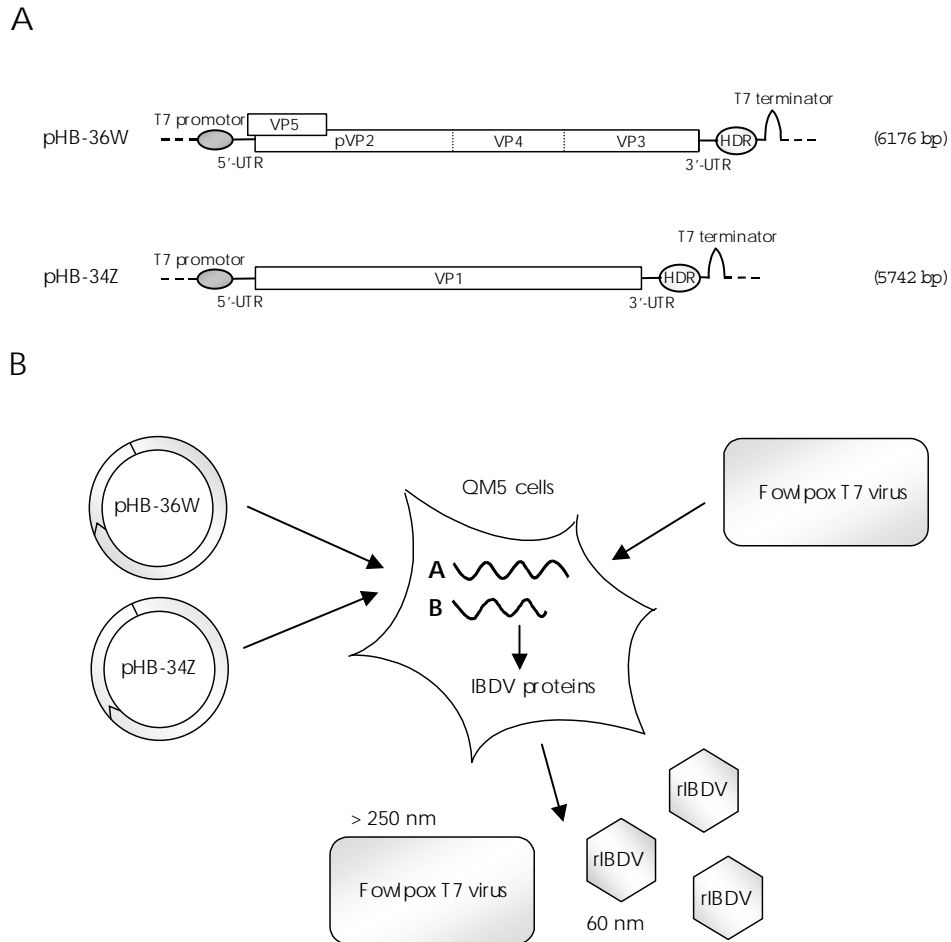 A
T7 terminator
T7 promotor
VP5
pHB-36W
pVP2
VP4
VP3
HDR
(6176 bp)
5'-UTR
3'-UTR
T7 terminator
T7 promotor
pHB-34Z
VP1
HDR
(5742 bp)
5'-UTR
3'-UTR
B
QM5 cells
pHB-36W
Fowlpox T7 virus
A
B
pHB-34Z
IBDV proteins
rIBDV
> 250 nm
rIBDV
Fowlpox T7 virus
rIBDV
60 nm